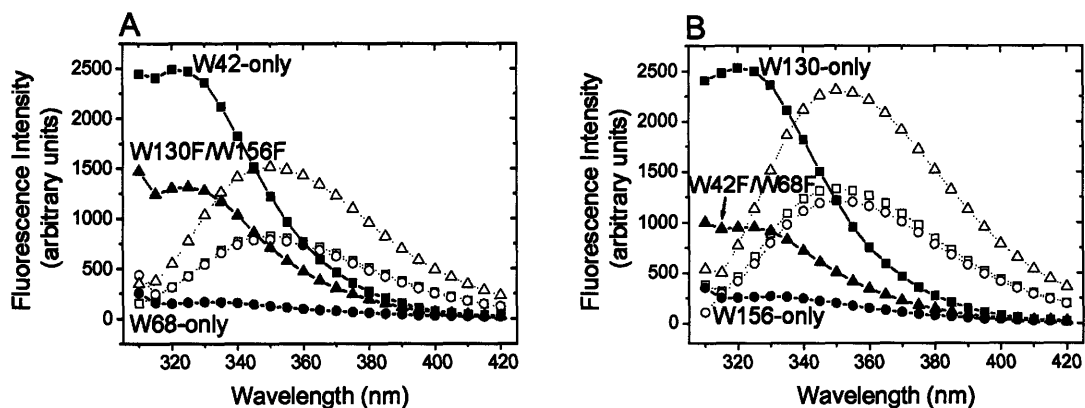 A
Fluorescence Intensity
(arbitrary units)
2500
2000
1500
1000
500
0
W42-only
W130F/W156F
W68-only
320 340 360 380 400 420
Wavelength (nm)
B
Fluorescence Intensity
(arbitrary units)
2500
2000
1500
1000
500
0
W130-only
W42F/W68F
W156-only
320 340 360 380 400 420
Wavelength (nm)